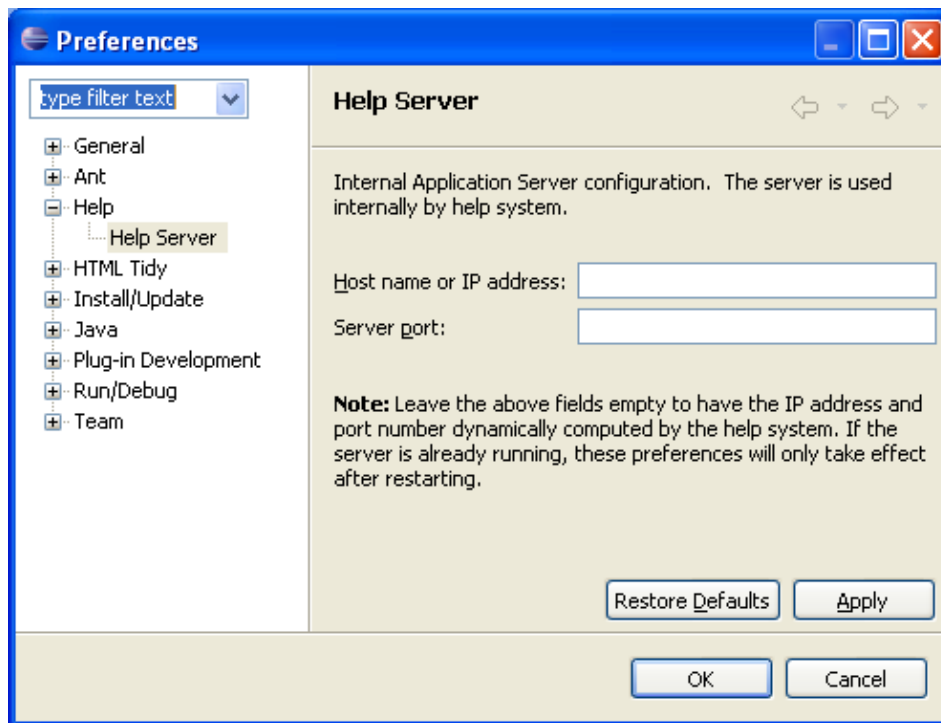 Preferences
type filter text
General
Ant
Help
Help Server
HTML Tidy
Install/Update
Java
Plug-in Development
Run/Debug
Team
Help Server
Internal Application Server configuration.  The server is used
internally by help system.
Host name or IP address:
Server port:
Note: Leave the above fields empty to have the IP address and
port number dynamically computed by the help system. If the
server is already running, these preferences will only take effect
after restarting.
Restore Defaults
Apply
OK
Cancel